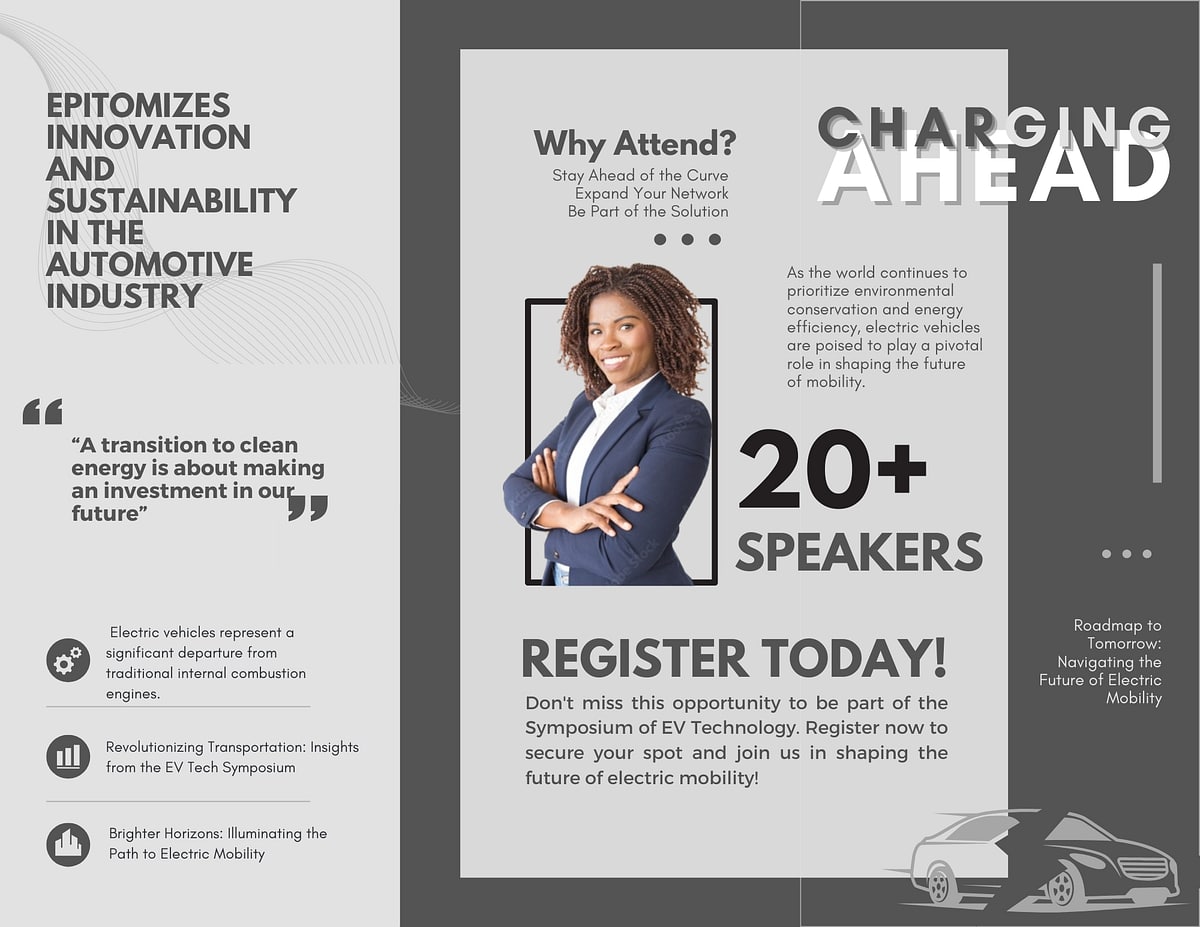 EPITOMIZES
INNOVATION
AND
SUSTAINABILITY
IN THE
AUTOMOTIVE
INDUSTRY
“A transition to clean
energy is about making
an investment in our
future”
Electric vehicles represent a
significant departure from
traditional internal combustion
engines.
Revolutionizing Transportation: Insights
from the EV Tech Symposium
Brighter Horizons: Illuminating the
Path to Electric Mobility
Why Attend?
Stay Ahead of the Curve
Expand Your Network
Be Part of the Solution
20+
SPEAKERS
REGISTER TODAY!
Don't miss this opportunity to be part of the
Symposium of EV Technology. Register now to
secure your spot and join us in shaping the
future of electric mobility!
CHARGING
AHEAD
As the world continues to
prioritize environmental
conservation and energy
efficiency, electric vehicles
are poised to play a pivotal
role in shaping the future
of mobility.
Roadmap to
Tomorrow:
Navigating the
Future of Electric
Mobility